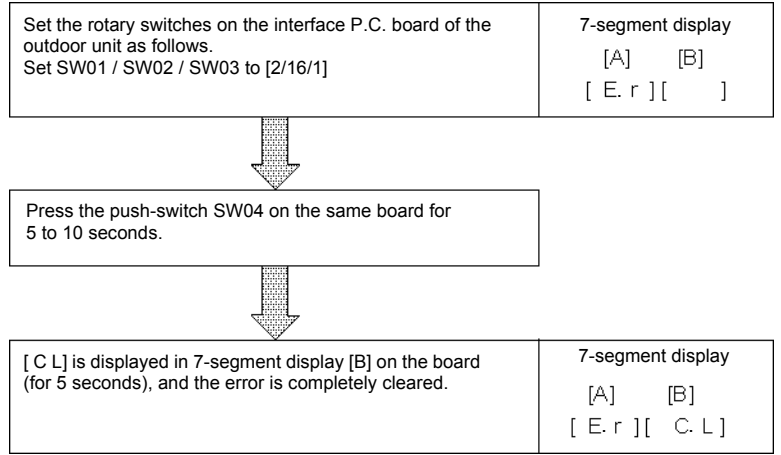 Set the rotary switches on the interface P.C. board of the
outdoor unit as follows.
Set SW01 / SW02 / SW03 to [2/16/1]
7-segment display
[A] [B]
[ E. r ] [ ]
Press the push-switch SW04 on the same board for
5 to 10 seconds.
[ C L] is displayed in 7-segment display [B] on the board
(for 5 seconds), and the error is completely cleared.
7-segment display
[A] [B]
[ E. r ] [ C. L ]